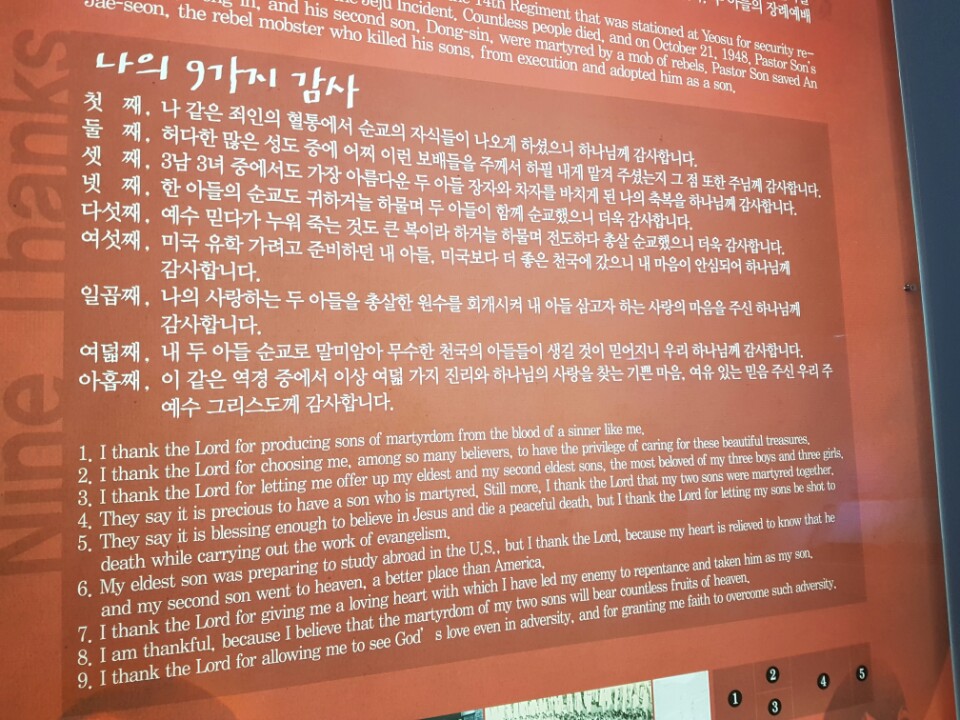 14th Regiment that was stationed at Yeosu for security re-
the Jeju Incident. Countless people died, and on October 21, 1948, Pastor Son's
and his second son, Dong-sin, were martyred by a mob of rebels. Pastor Son saved An
Jae-seon, the rebel mobster who killed his sons, from execution and adopted him as a son.
나의 9가지 감사
첫 째, 나 같은 죄인의 혈통에서 순교의 자식들이 나오게 하셨으니 하나님께 감사합니다.
둘 째, 허다한 많은 성도 중에 어찌 이런 보배들을 주께서 하필 내게 맡겨 주셨는지 그 점 또한 주님께 감사합니다.
셋 째, 3남 3녀 중에서도 가장 아름다운 두 아들 장자와 차자를 바치게 된 나의 축복을 하나님께 감사합니다.
넷 째, 한 아들의 순교도 귀하거늘 하물며 두 아들이 함께 순교했으니 더욱 감사합니다.
다섯째, 예수 믿다가 누워 죽는 것도 큰 복이라 하거늘 하물며 전도하다 총살 순교했으니 더욱 감사합니다.
여섯째, 미국 유학 가려고 준비하던 내 아들, 미국보다 더 좋은 천국에 갔으니 내 마음이 안심되어 하나님께
감사합니다.
일곱째, 나의 사랑하는 두 아들을 총살한 원수를 회개시켜 내 아들 삼고자 하는 사랑의 마음을 주신 하나님께
감사합니다.
여덟째, 내 두 아들 순교로 말미암아 무수한 천국의 아들들이 생길 것이 믿어지니 우리 하나님께 감사합니다.
아홉째, 이 같은 역경 중에서 이상 여덟 가지 진리와 하나님의 사랑을 찾는 기쁜 마음, 여유 있는 믿음 주신 우리 주
예수 그리스도께 감사합니다.
Nine Thanks
1. I thank the Lord for producing sons of martyrdom from the blood of a sinner like me.
2. I thank the Lord for choosing me, among so many believers, to have the privilege of caring for these beautiful treasures.
3. I thank the Lord for letting me offer up my eldest and my second eldest sons, the most beloved of my three boys and three girls.
4. They say it is precious to have a son who is martyred. Still more, I thank the Lord that my two sons were martyred together.
5. They say it is blessing enough to believe in Jesus and die a peaceful death, but I thank the Lord for letting my sons be shot to
death while carrying out the work of evangelism.
6. My eldest son was preparing to study abroad in the U.S., but I thank the Lord, because my heart is relieved to know that he
and my second son went to heaven, a better place than America.
7. I thank the Lord for giving me a loving heart with which I have led my enemy to repentance and taken him as my son.
8. I am thankful, because I believe that the martyrdom of my two sons will bear countless fruits of heaven.
9. I thank the Lord for allowing me to see God's love even in adversity, and for granting me faith to overcome such adversity.
1 2 3 4 5